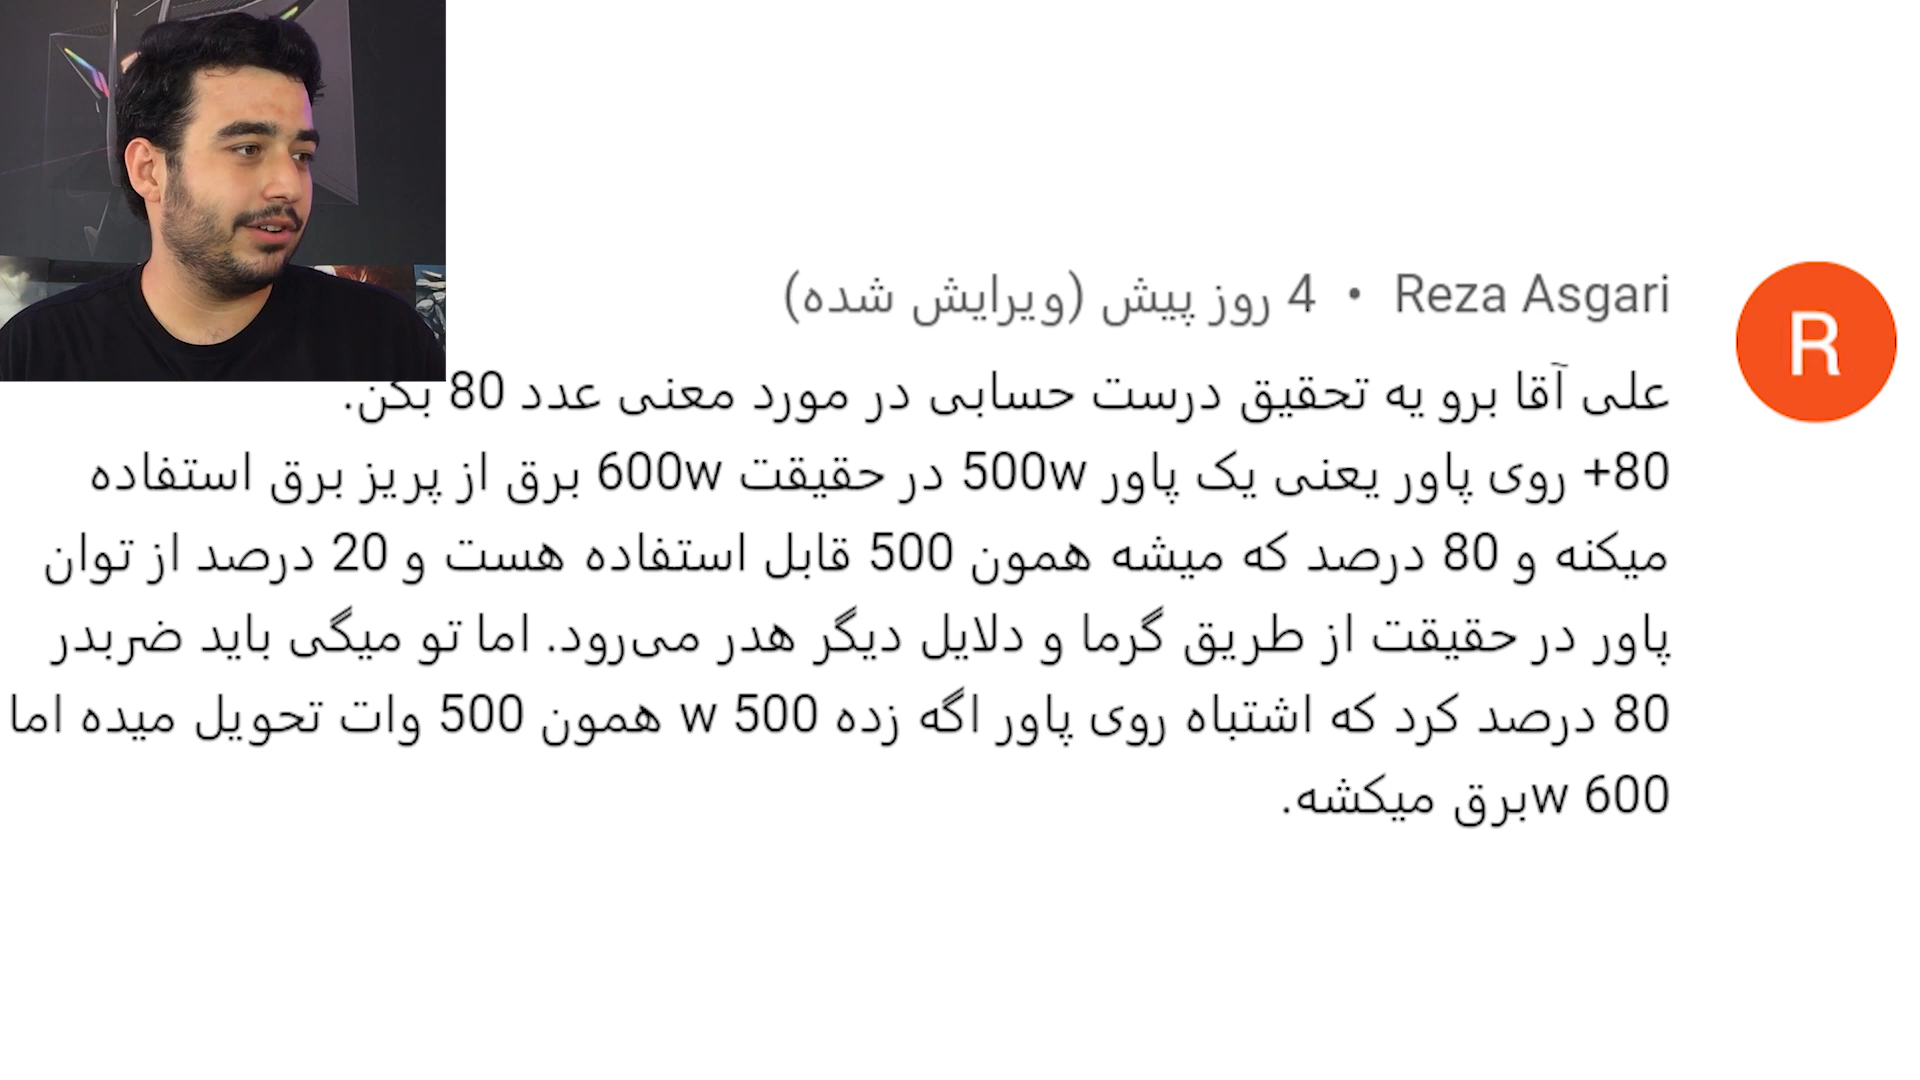 Reza Asgari • 4 روز پیش (ویرایش شده)
R
علی آقا برو یه تحقیق درست حسابی در مورد معنی عدد 80 بکن.
80+ روی پاور یعنی یک پاور 500w در حقیقت 600w برق از پریز برق استفاده
میکنه و 80 درصد که میشه همون 500 قابل استفاده هست و 20 درصد از توان
پاور در حقیقت از طریق گرما و دلایل دیگر هدر می‌رود. اما تو میگی باید ضربدر
80 درصد کرد که اشتباه روی پاور اگه زده 500 w همون 500 وات تحویل میده اما
600 wبرق میکشه.